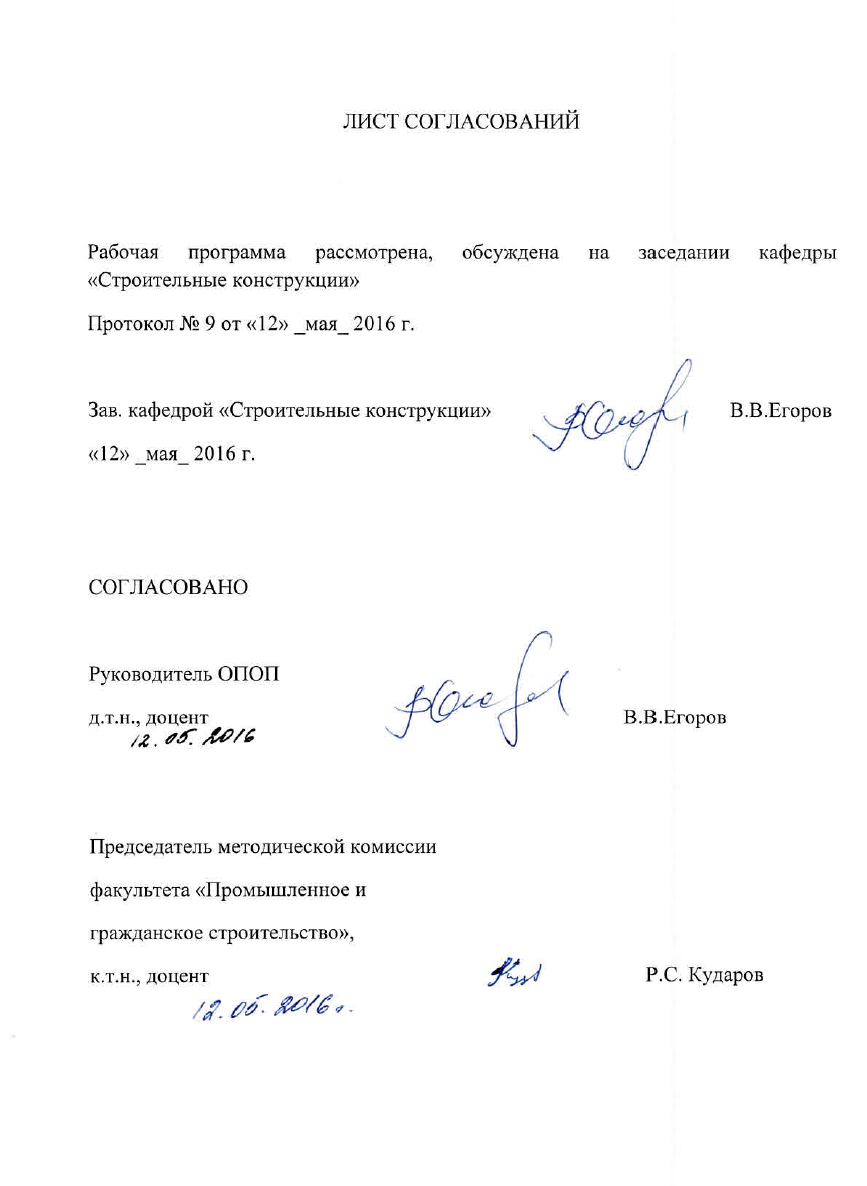 ЛИСТ СОГЛАСОВАНИЙ
Рабочая программа рассмотрена, обсуждена на заседании кафедры
«Строительные конструкции»
Протокол № 9 от «12» _мая_ 2016 г.
Зав. кафедрой «Строительные конструкции» В.В.Егоров
«12» _мая_ 2016 г.
СОГЛАСОВАНО
Руководитель ОПОП
д.т.н., доцент В.В.Егоров
12.05.2016
Председатель методической комиссии
факультета «Промышленное и
гражданское строительство»,
к.т.н., доцент Р.С. Кударов
12.05.2016г.